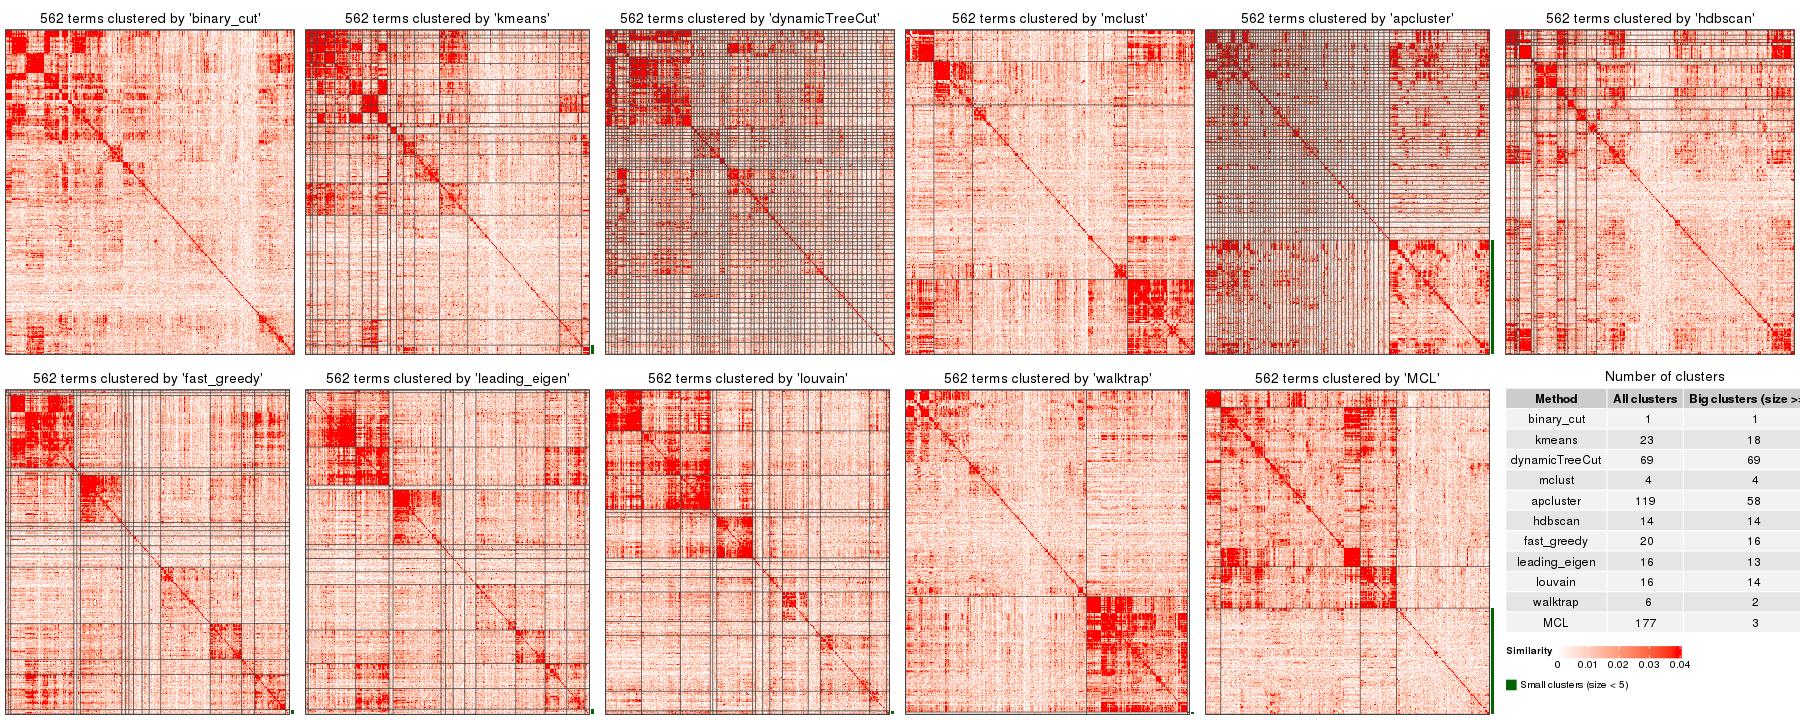 562 terms clustered by 'binary_cut'
562 terms clustered by 'kmeans'
562 terms clustered by 'dynamicTreeCut'
562 terms clustered by 'mclust'
562 terms clustered by 'apcluster'
562 terms clustered by 'hdbscan'
562 terms clustered by 'fast_greedy'
562 terms clustered by 'leading_eigen'
562 terms clustered by 'louvain'
562 terms clustered by 'walktrap'
562 terms clustered by 'MCL'
Number of clusters
Method All clusters Big clusters (size >=
binary_cut 1 1
kmeans 23 18
dynamicTreeCut 69 69
mclust 4 4
apcluster 119 58
hdbscan 14 14
fast_greedy 20 16
leading_eigen 16 13
louvain 16 14
walktrap 6 2
MCL 177 3
Similarity
0 0.01 0.02 0.03 0.04
Small clusters (size < 5)